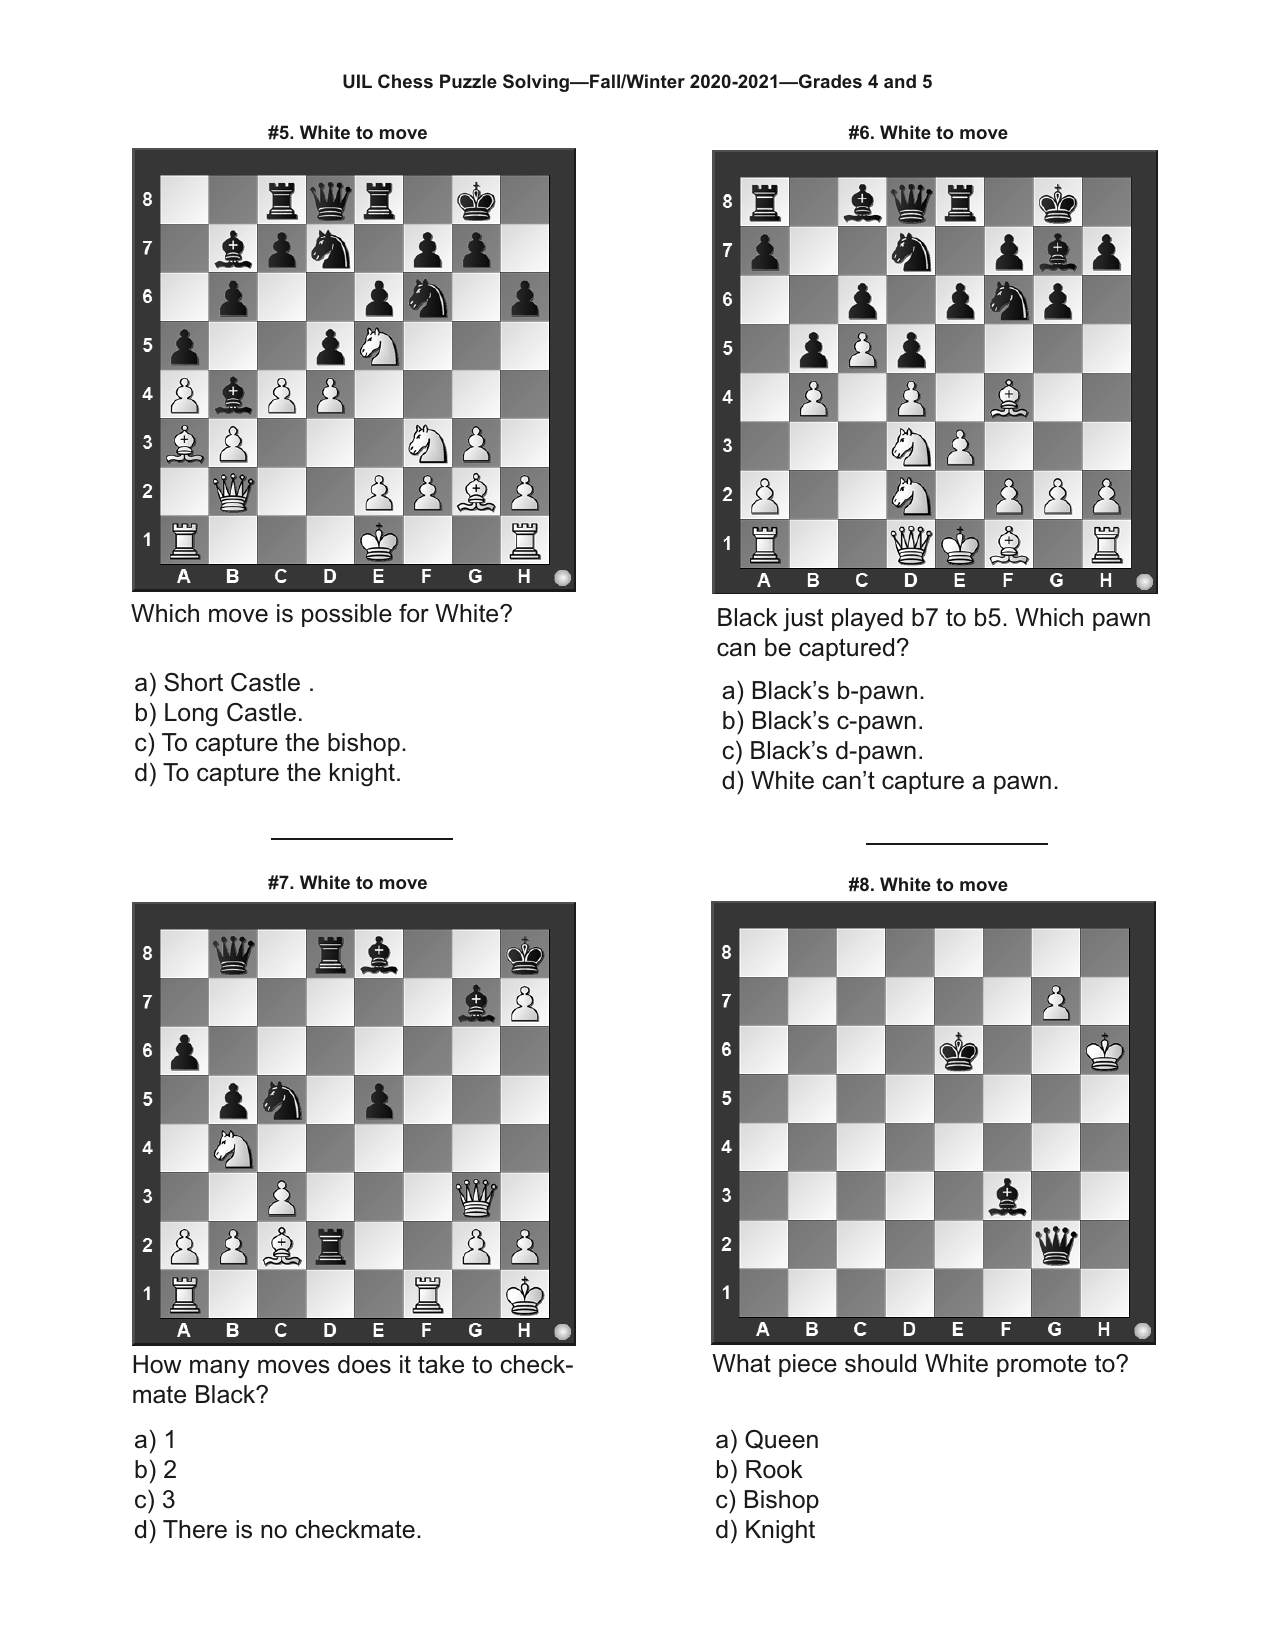 UIL Chess Puzzle Solving—Fall/Winter 2020-2021—Grades 4 and 5
#5. White to move
8
7
6
5
4
3
2
1
A B C D E F G H
Which move is possible for White?
a) Short Castle .
b) Long Castle.
c) To capture the bishop.
d) To capture the knight.
#6. White to move
8
7
6
5
4
3
2
1
A B C D E F G H
Black just played b7 to b5. Which pawn
can be captured?
a) Black’s b-pawn.
b) Black’s c-pawn.
c) Black’s d-pawn.
d) White can’t capture a pawn.
#7. White to move
8
7
6
5
4
3
2
1
A B C D E F G H
How many moves does it take to check-
mate Black?
a) 1
b) 2
c) 3
d) There is no checkmate.
#8. White to move
8
7
6
5
4
3
2
1
A B C D E F G H
What piece should White promote to?
a) Queen
b) Rook
c) Bishop
d) Knight